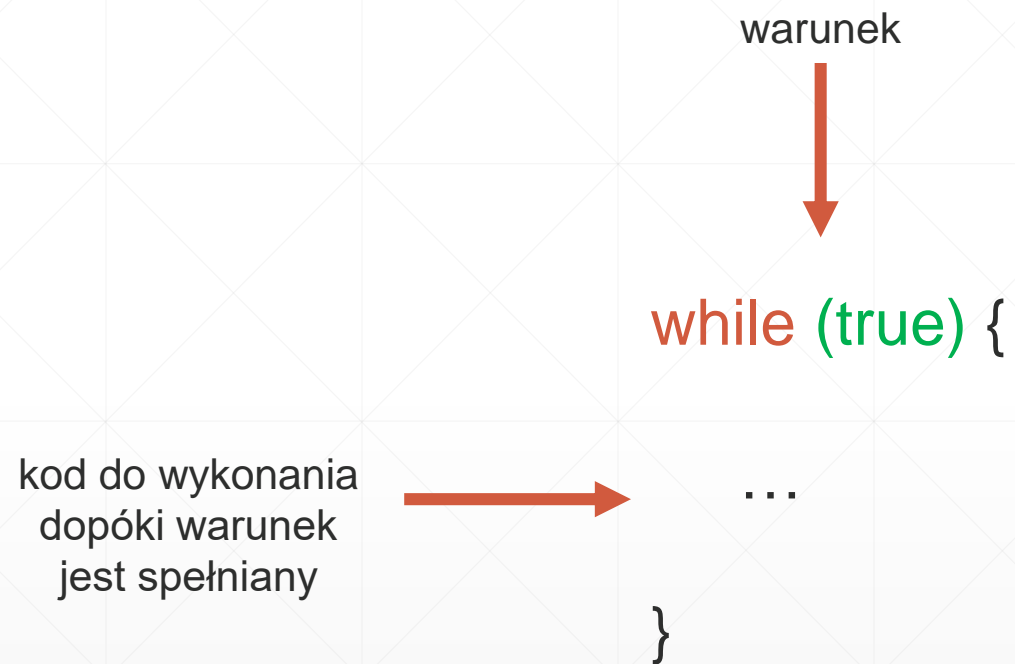 warunek
while (true) {
kod do wykonania
dopóki warunek
jest spełniany
...
}